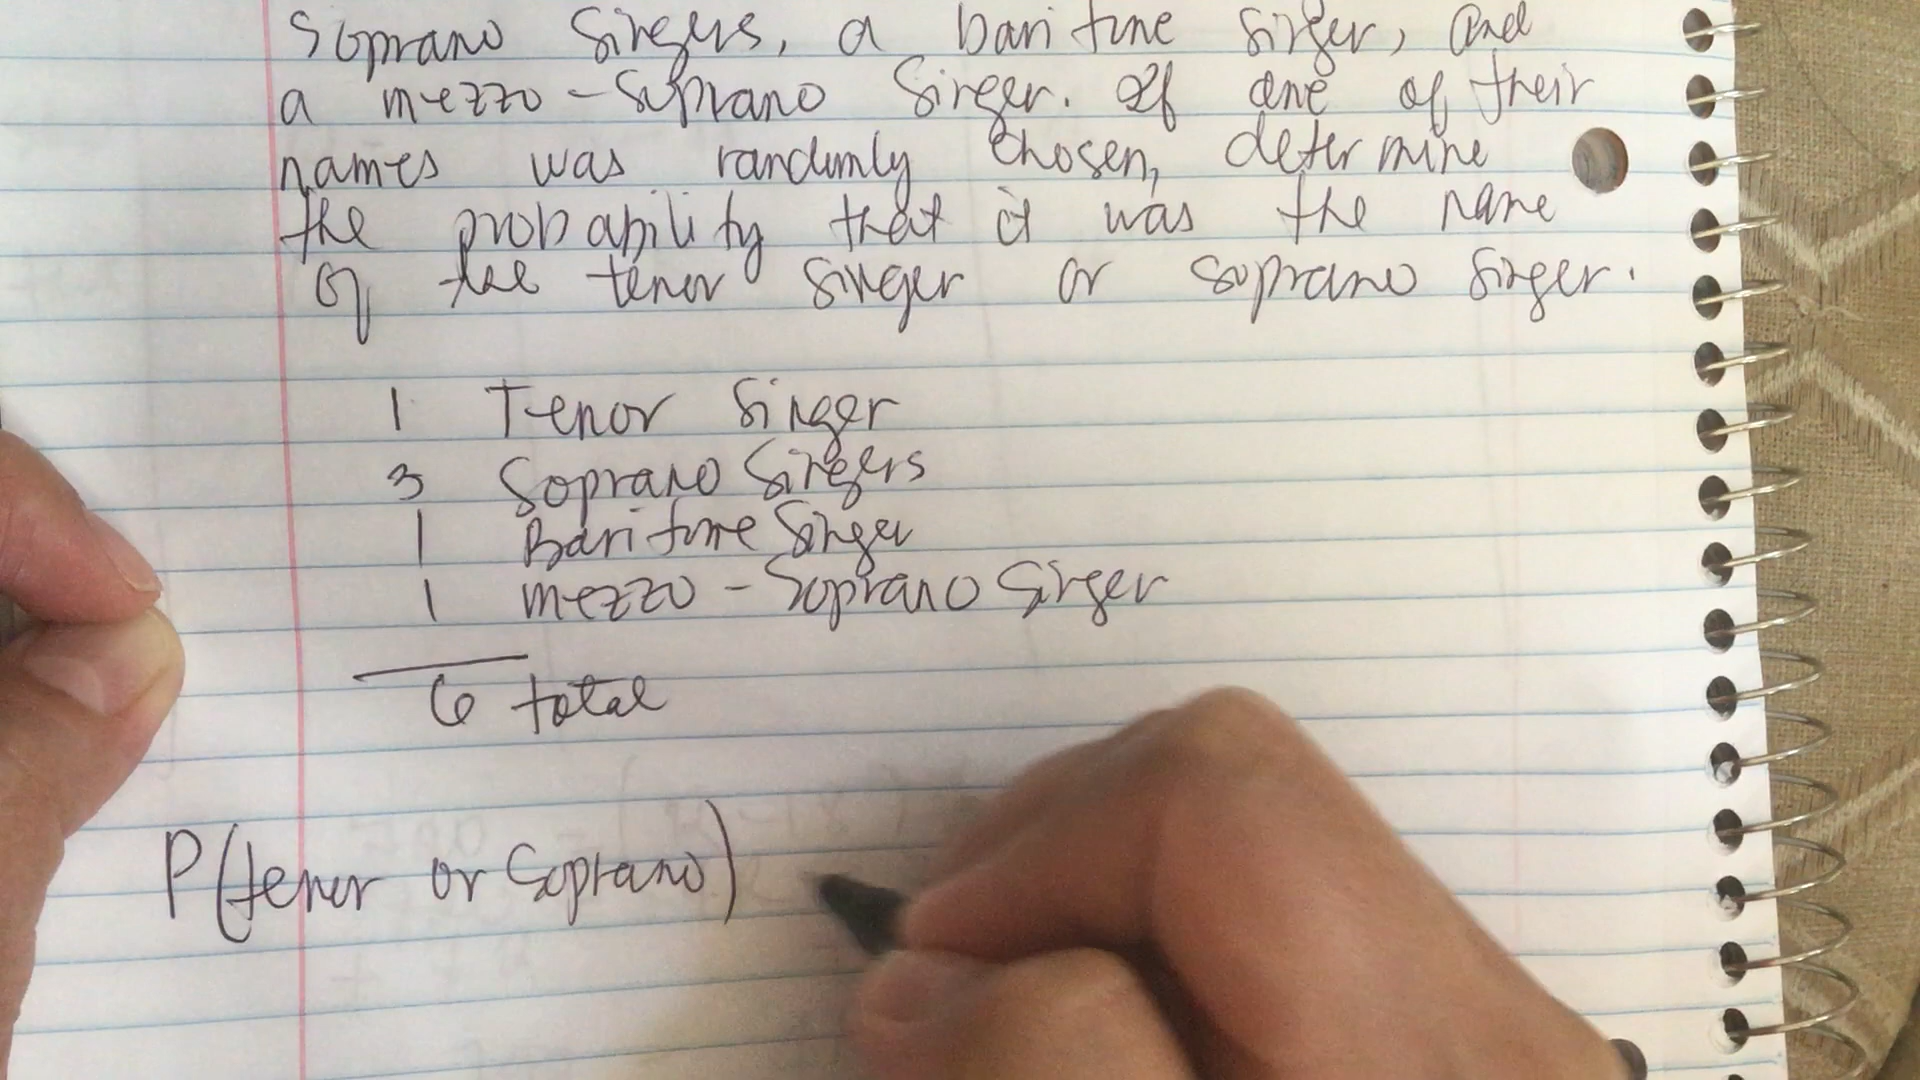 Soprano Singers, a baritone singer, and
a mezzo-Soprano Singer. If one of their
names was randomly chosen, determine
the probability that it was the name
of the tenor singer or soprano singer.
1 Tenor Singer
3 Soprano Singers
1 Baritone Singer
1 mezzo-Soprano Singer
6 total
P(tenor or Soprano)